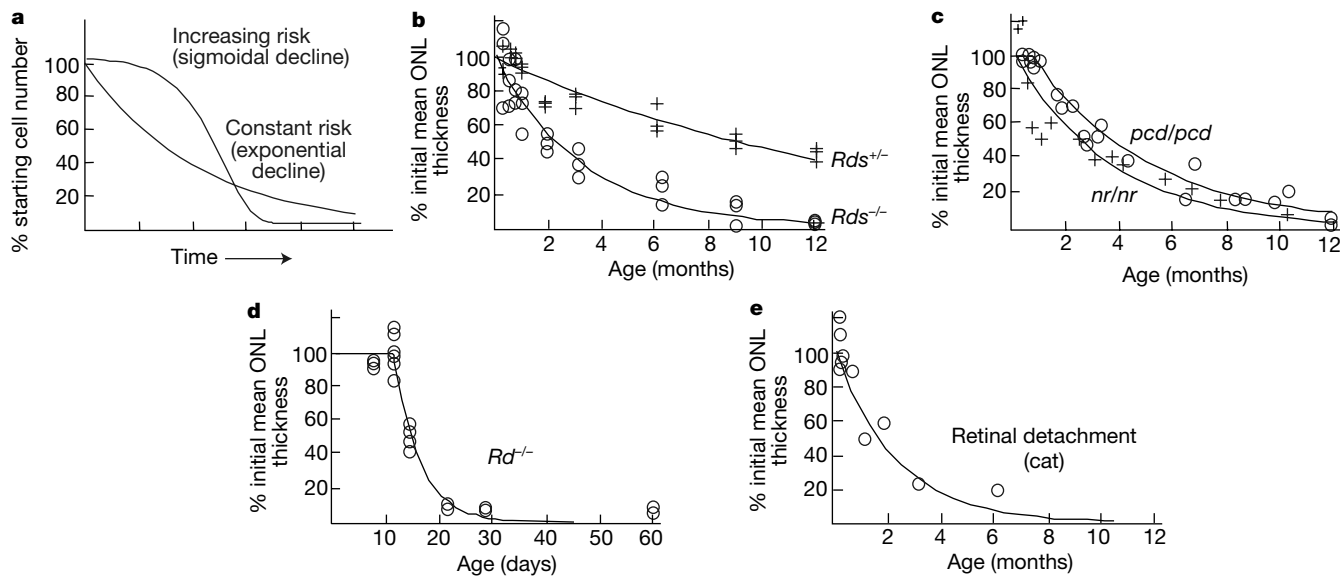 a
% starting cell number
100
80
60
40
20
Increasing risk
(sigmoidal decline)
Constant risk
(exponential
decline)
Time
b
% initial mean ONL
thickness
100
80
60
40
20
Rds+/–
Rds–/–
2
4
6
8
10
12
Age (months)
c
% initial mean ONL
thickness
100
80
60
40
20
pcd/pcd
nr/nr
2
4
6
8
10
12
Age (months)
d
% initial mean ONL
thickness
100
80
60
40
20
Rd–/–
10
20
30
40
50
60
Age (days)
e
% initial mean ONL
thickness
100
80
60
40
20
Retinal detachment
(cat)
2
4
6
8
10
12
Age (months)